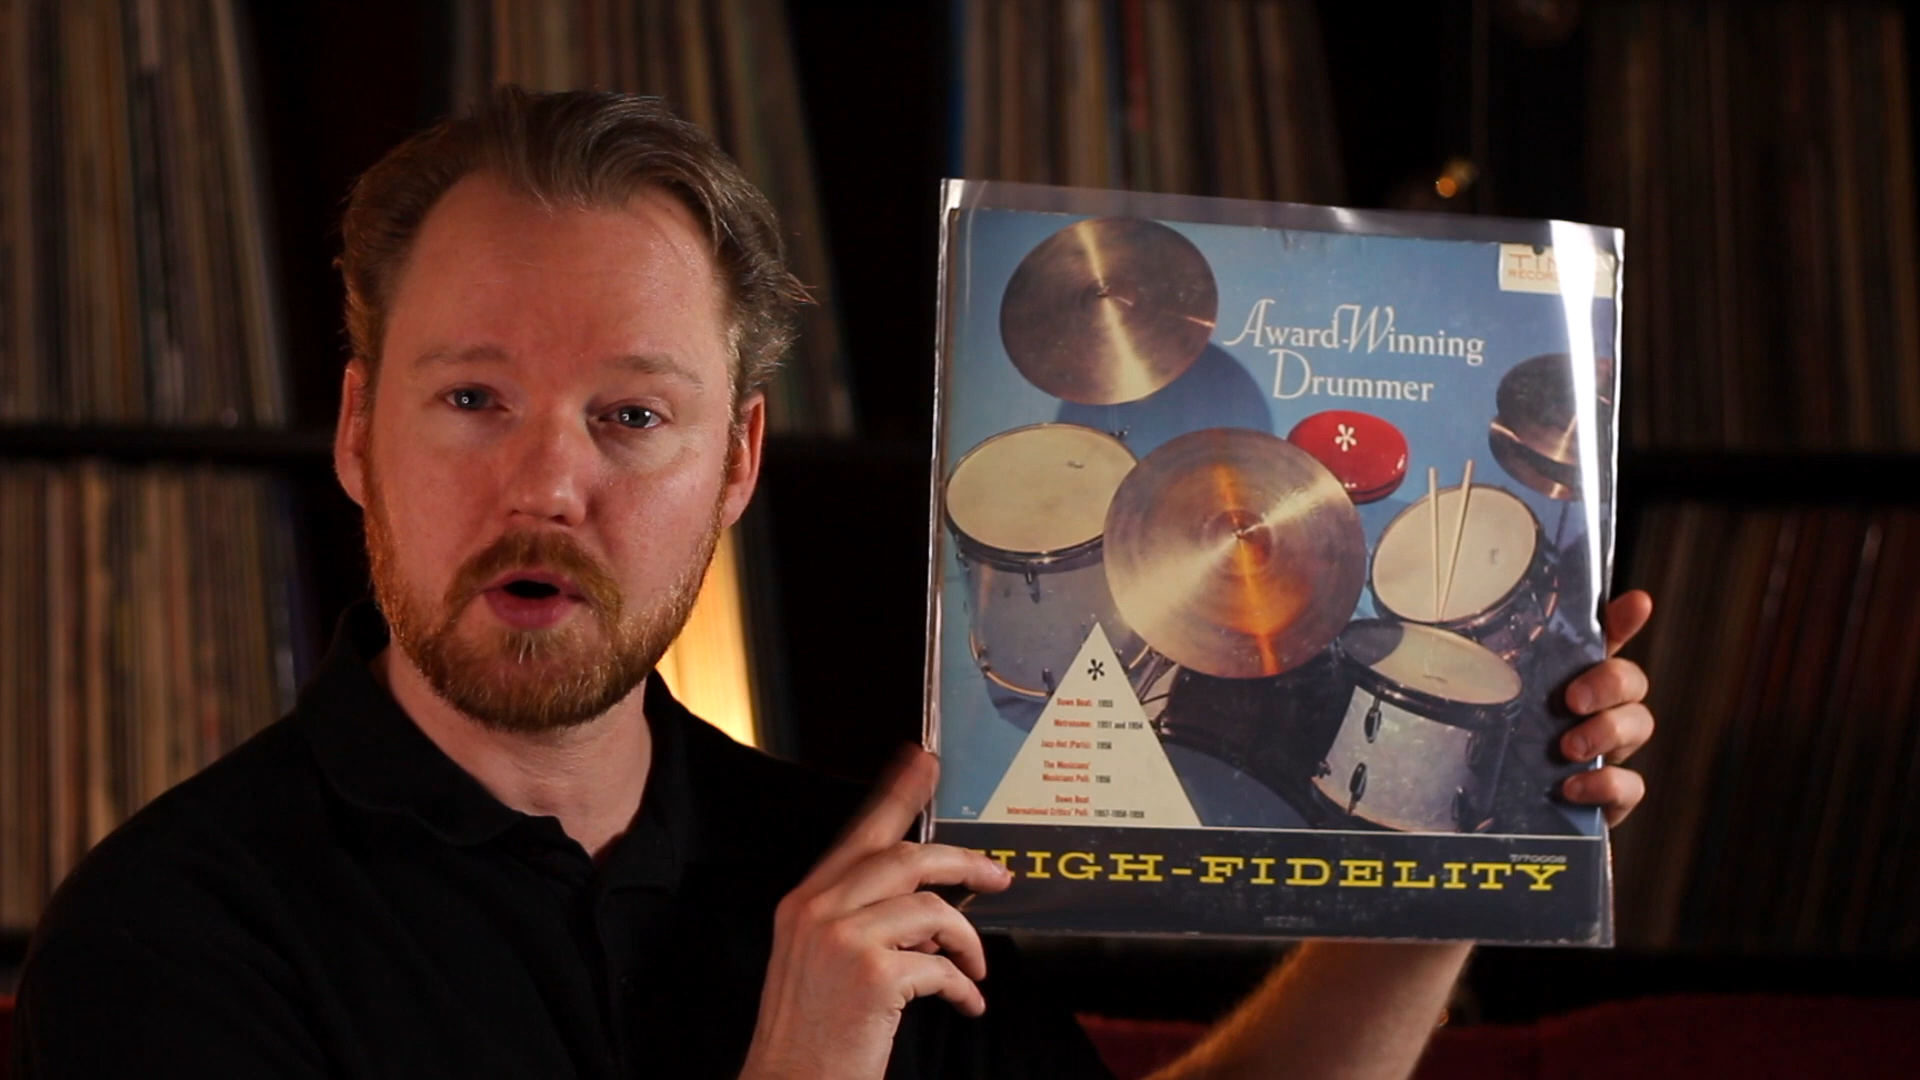 Award-Winning
Drummer
*
*
Down Beat: 1955
Metronome: 1951 and 1954
Jazz-Hot (Paris): 1956
The Musicians'
Musicians Poll: 1956
Down Beat
International Critics' Poll: 1957-1958-1959
T/70008
HIGH-FIDELITY